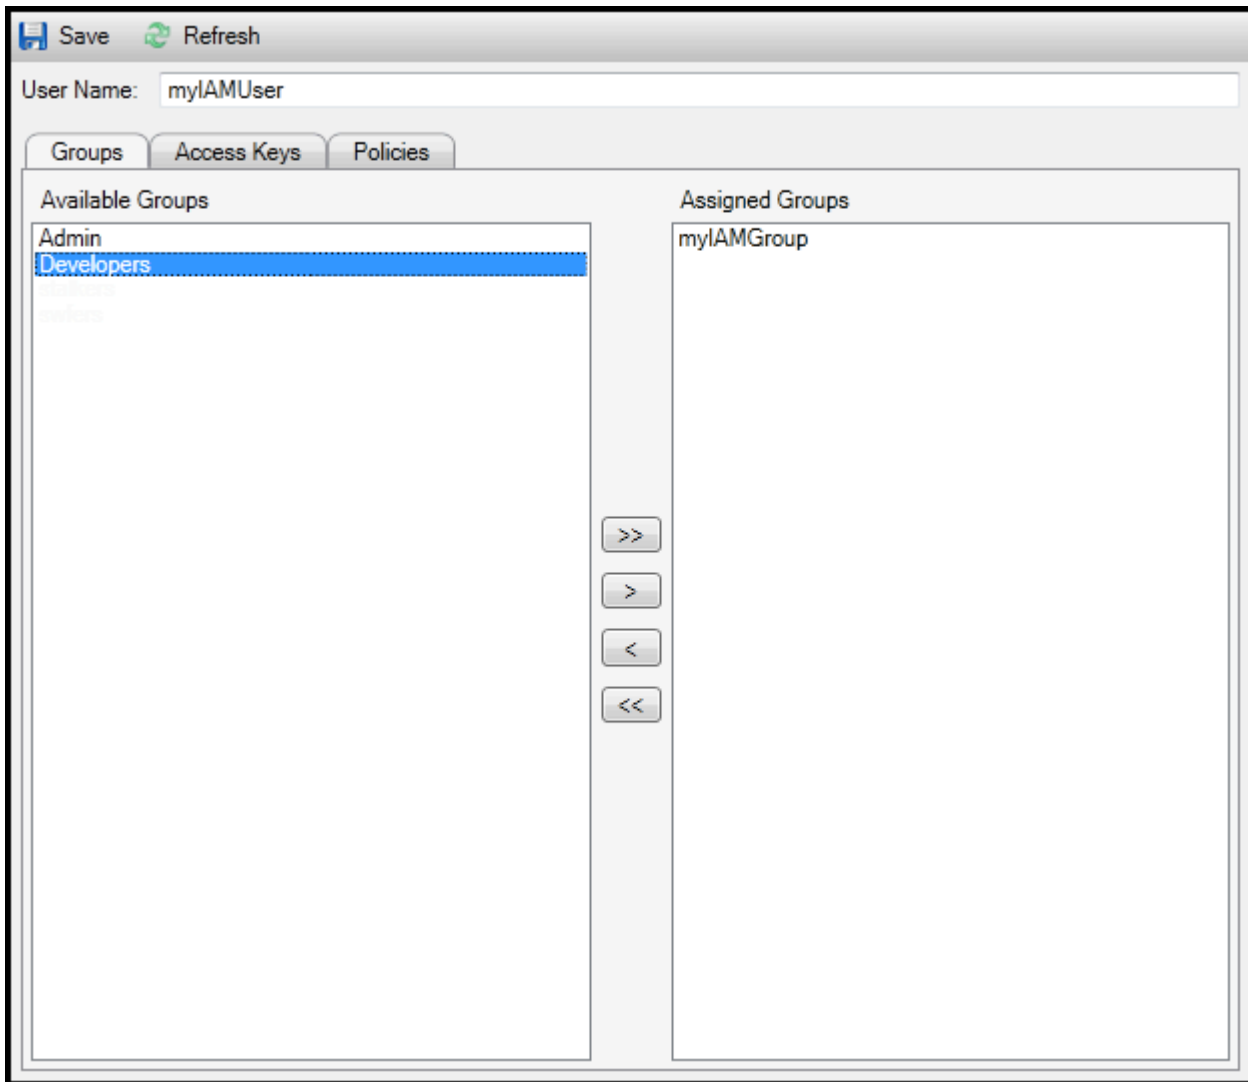 Save Refresh
User Name: myIAMUser
Groups Access Keys Policies
Available Groups
Admin
Developers
Assigned Groups
myIAMGroup
>>
>
<
<<